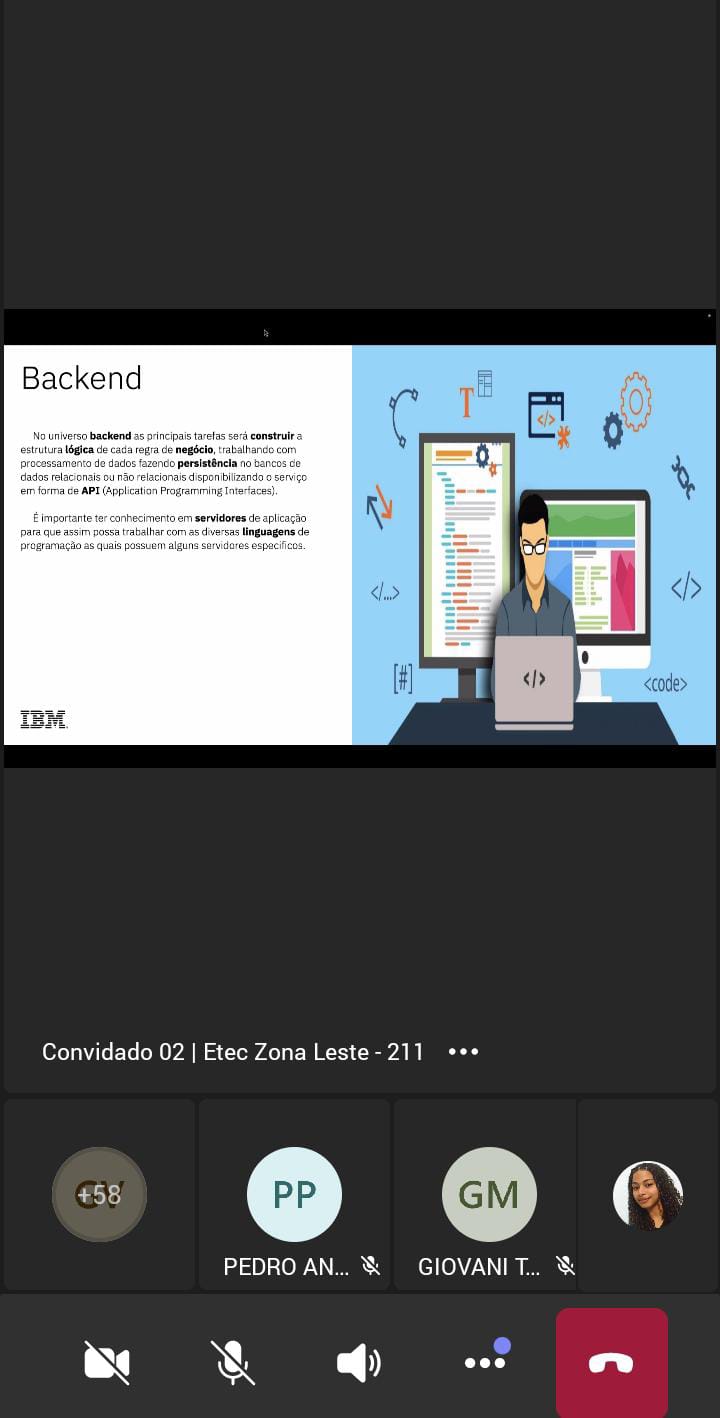 Backend
No universo backend as principais tarefas será construir a
estrutura lógica de cada regra de negócio, trabalhando com
processamento de dados fazendo persistência no bancos de
dados relacionais ou não relacionais disponibilizando o serviço
em forma de API (Application Programming Interfaces).
É importante ter conhecimento em servidores de aplicação
para que assim possa trabalhar com as diversas linguagens de
programação as quais possuem alguns servidores especificos.
IBM
T
</>
</...>
</>
[#]
</>
<code>
Convidado 02 | Etec Zona Leste - 211
+58
PP
GM
PEDRO AN...
GIOVANI T...